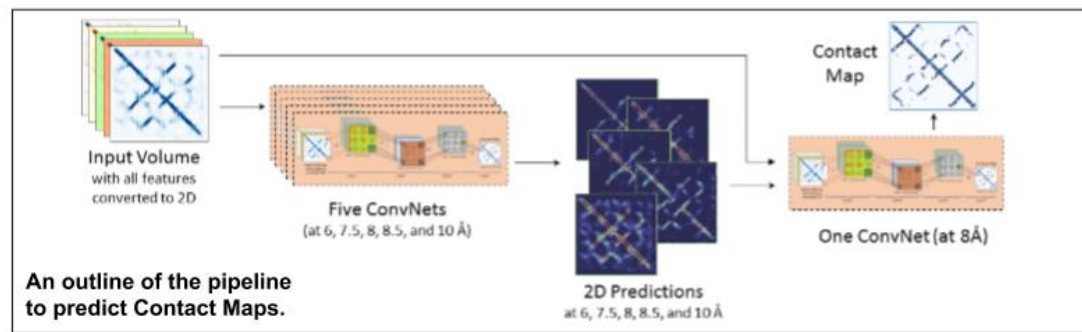 Input Volume
with all features
converted to 2D
Five ConvNets
(at 6, 7.5, 8, 8.5, and 10 Å)
2D Predictions
at 6, 7.5, 8, 8.5, and 10 Å
Contact
Map
One ConvNet (at 8Å)
An outline of the pipeline
to predict Contact Maps.